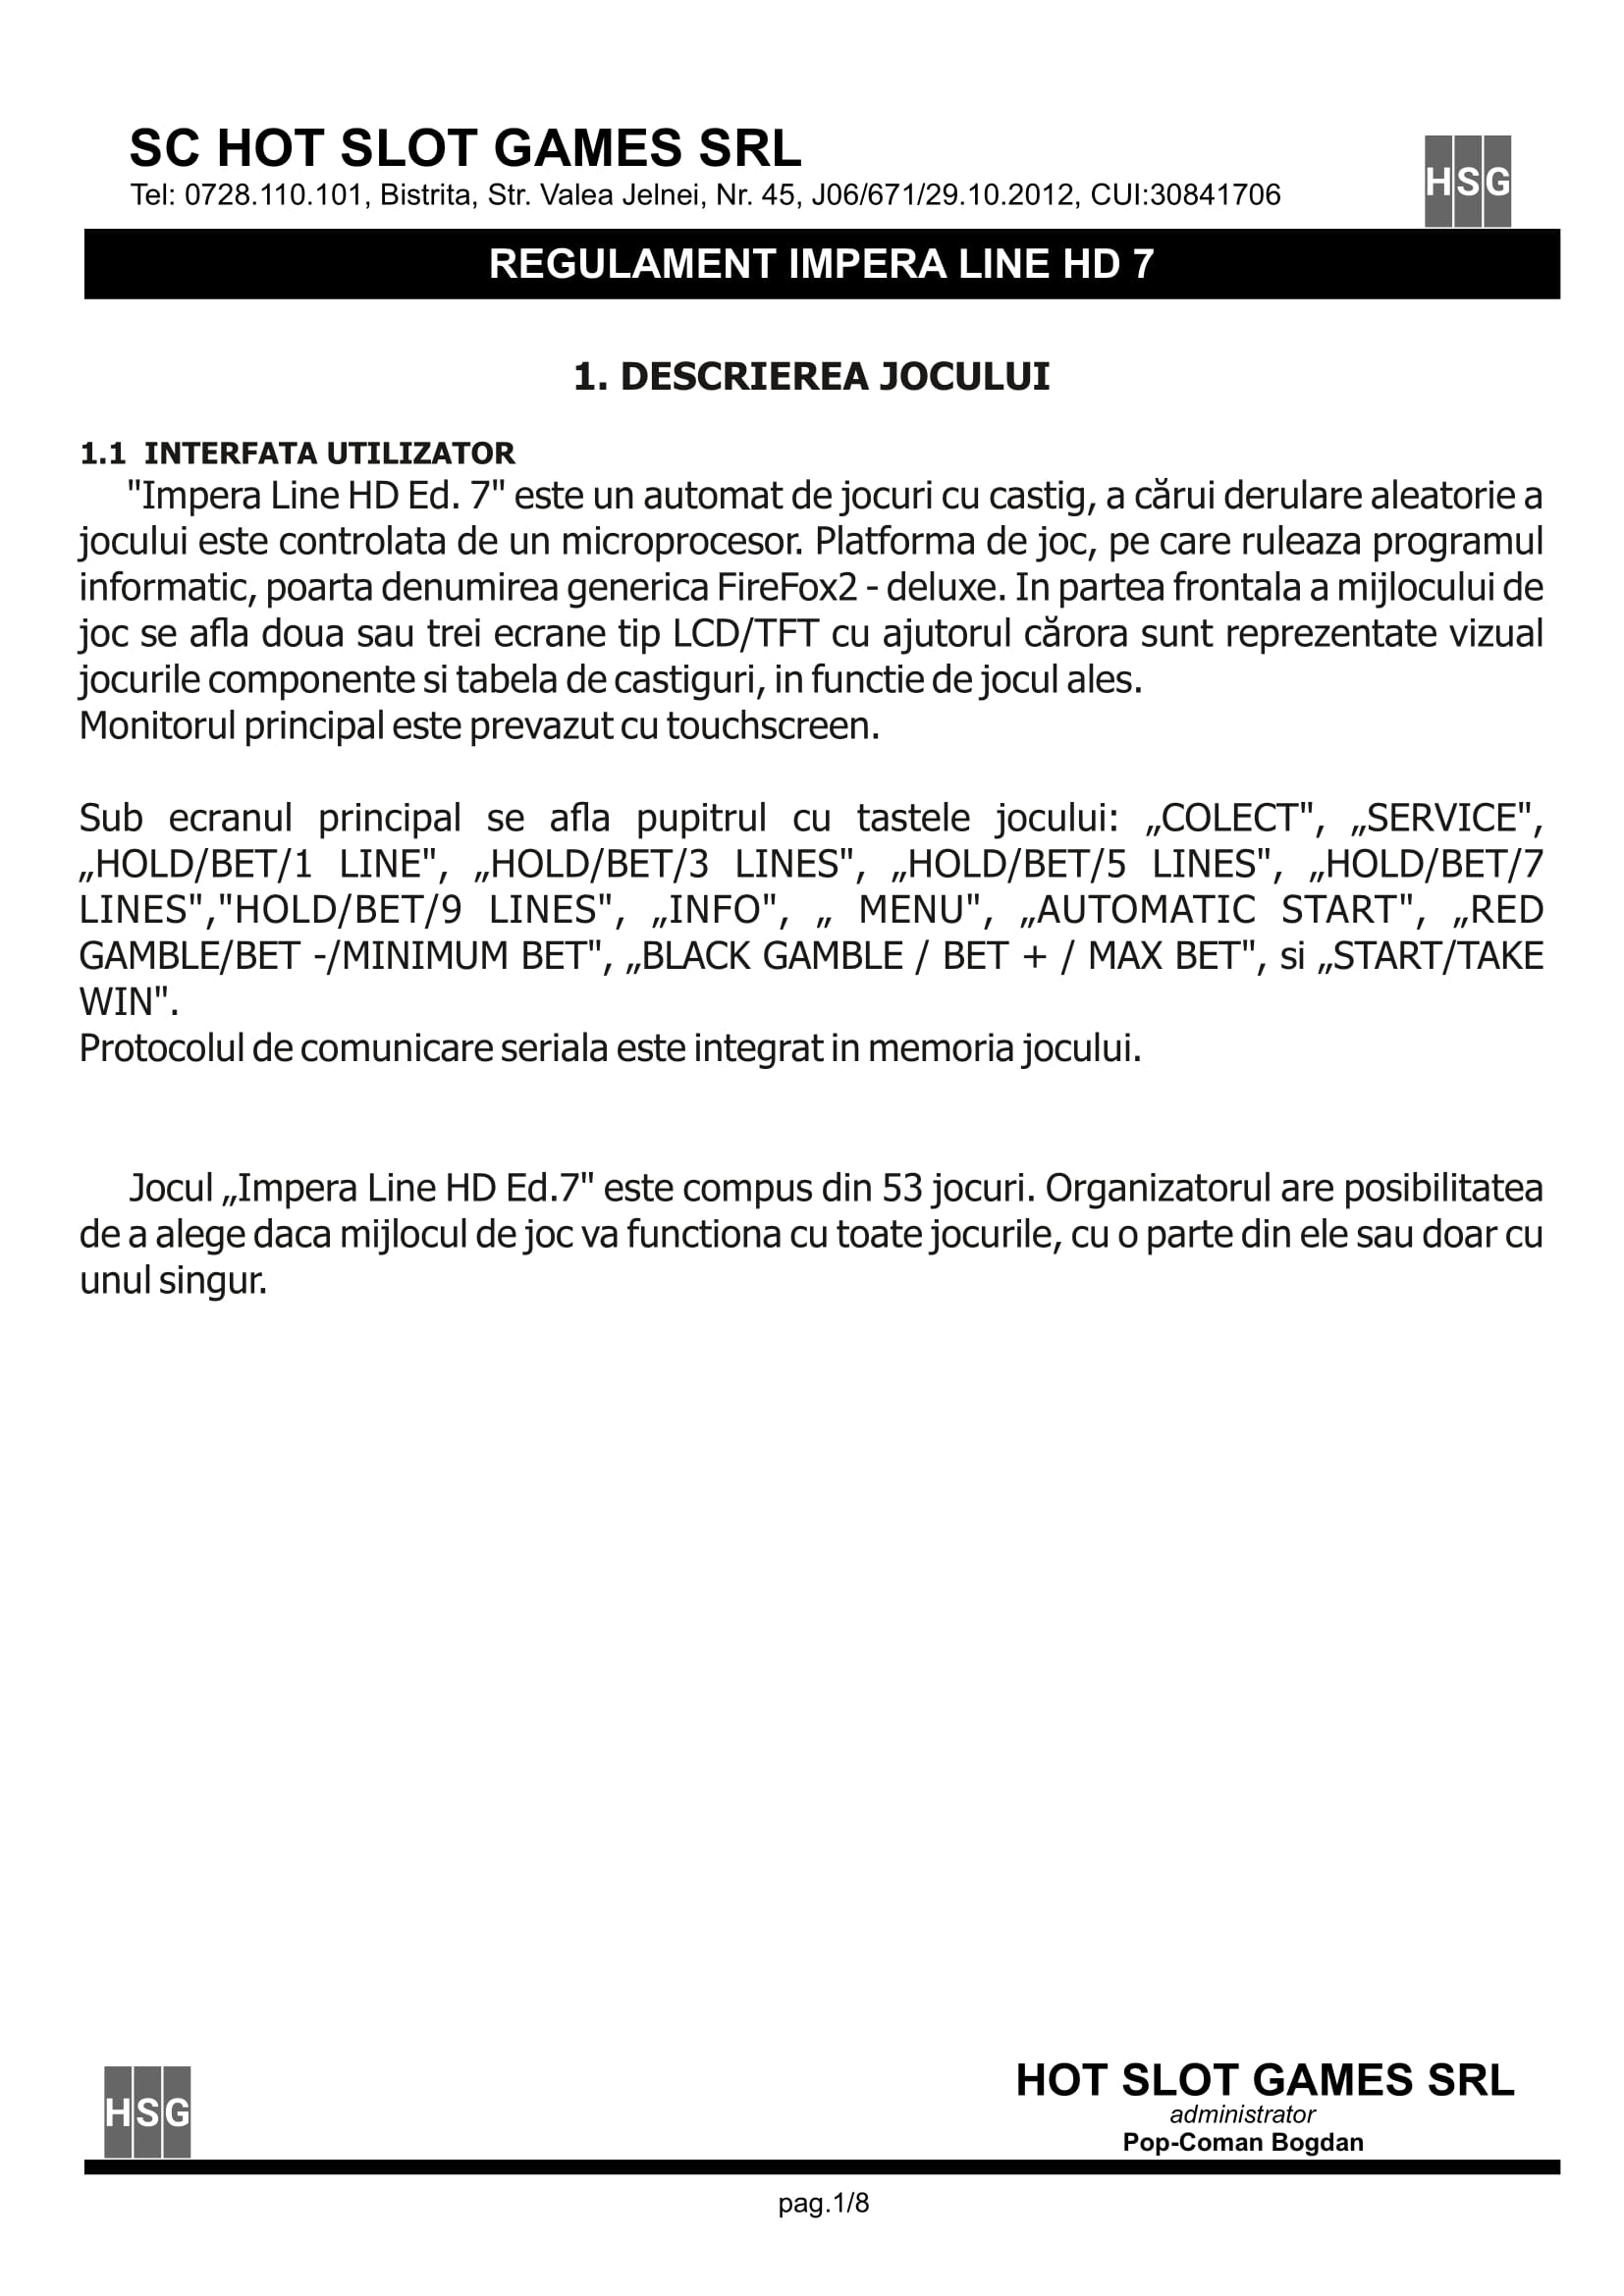 SC HOT SLOT GAMES SRL
Tel: 0728.110.101, Bistrita, Str. Valea Jelnei, Nr. 45, J06/671/29.10.2012, CUI:30841706
HSG
REGULAMENT IMPERA LINE HD 7
1. DESCRIEREA JOCULUI
1.1 INTERFATA UTILIZATOR
"Impera Line HD Ed. 7" este un automat de jocuri cu castig, a cărui derulare aleatorie a
jocului este controlata de un microprocesor. Platforma de joc, pe care ruleaza programul
informatic, poarta denumirea generica FireFox2 - deluxe. In partea frontala a mijlocului de
joc se afla doua sau trei ecrane tip LCD/TFT cu ajutorul cărora sunt reprezentate vizual
jocurile componente si tabela de castiguri, in functie de jocul ales.
Monitorul principal este prevazut cu touchscreen.
Sub ecranul principal se afla pupitrul cu tastele jocului: „COLECT", „SERVICE",
„HOLD/BET/1 LINE", „HOLD/BET/3 LINES", „HOLD/BET/5 LINES", „HOLD/BET/7
LINES","HOLD/BET/9 LINES", „INFO", „ MENU", „AUTOMATIC START", „RED
GAMBLE/BET -/MINIMUM BET", „BLACK GAMBLE / BET + / MAX BET", si „START/TAKE
WIN".
Protocolul de comunicare seriala este integrat in memoria jocului.
Jocul „Impera Line HD Ed.7" este compus din 53 jocuri. Organizatorul are posibilitatea
de a alege daca mijlocul de joc va functiona cu toate jocurile, cu o parte din ele sau doar cu
unul singur.
HSG
HOT SLOT GAMES SRL
administrator
Pop-Coman Bogdan
pag.1/8